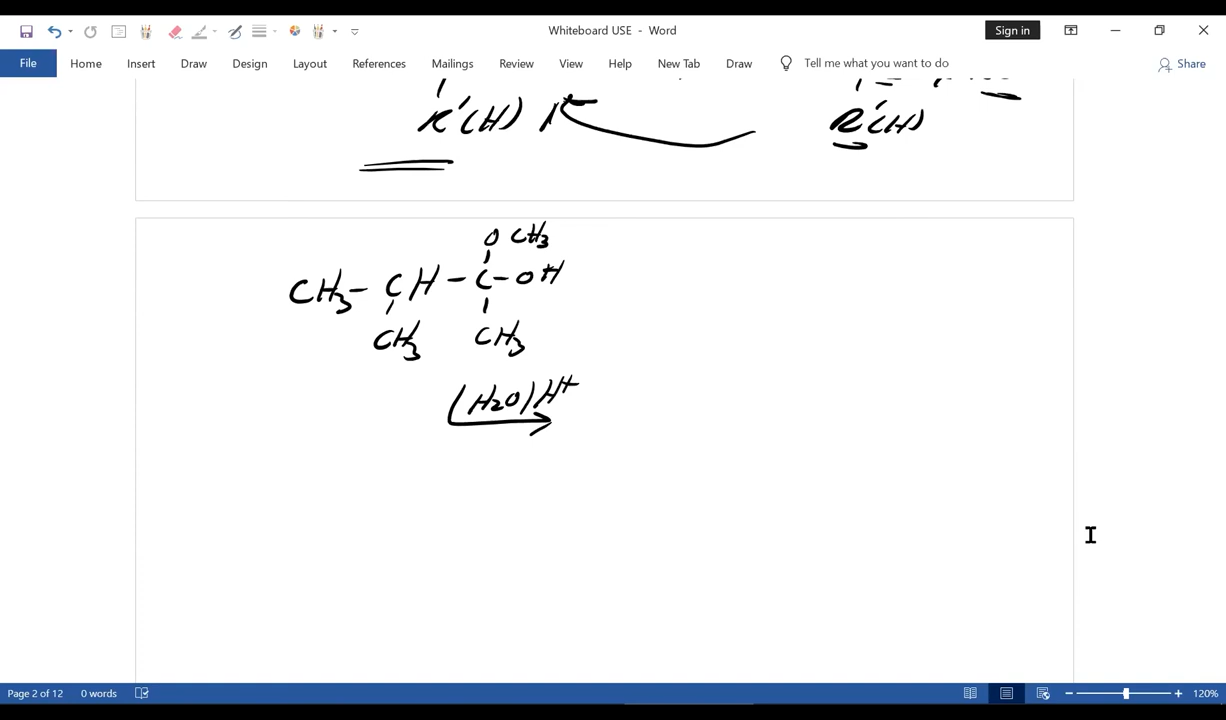 Whiteboard USE - Word
Sign in
File Home Insert Draw Design Layout References Mailings Review View Help New Tab Draw Tell me what you want to do Share
R'(H) R'(H)
O CH3
CH3 - CH - C - OH
CH3 CH3
(H2O) H+
Page 2 of 12 0 words 120%